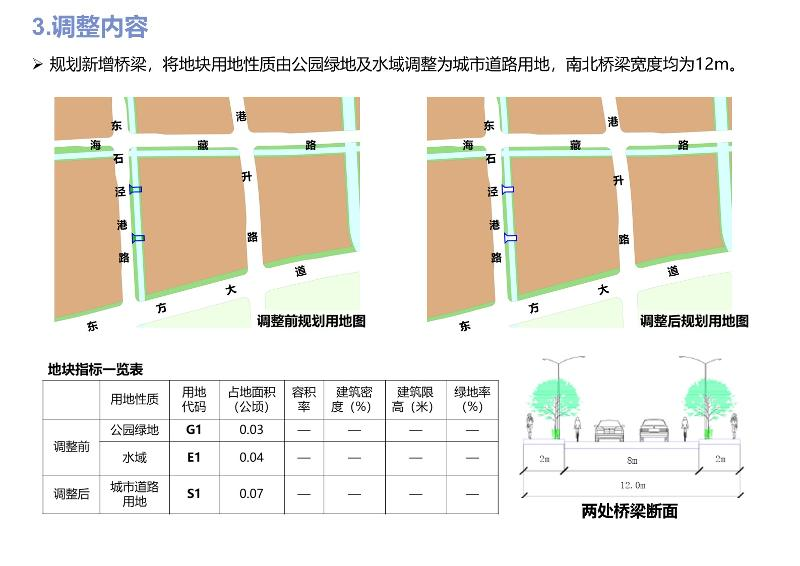 3.调整内容
➢ 规划新增桥梁，将地块用地性质由公园绿地及水域调整为城市道路用地，南北桥梁宽度均为12m。
东海藏路
石泾港路
港升路
东方大道
调整前规划用地图
东海藏路
石泾港路
港升路
东方大道
调整后规划用地图
地块指标一览表
用地性质 用地代码 占地面积（公顷） 容积率 建筑密度（%） 建筑限高（米） 绿地率（%）
调整前 公园绿地 G1 0.03 — — — —
水域 E1 0.04 — — — —
调整后 城市道路用地 S1 0.07 — — — —
2m 8m 2m
12.0m
两处桥梁断面